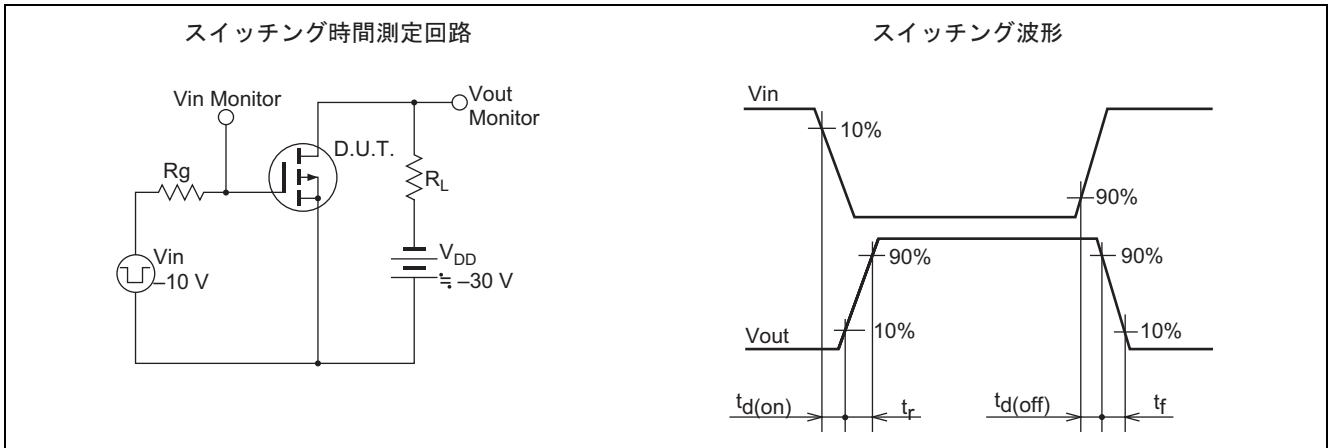 スイッチング時間測定回路
Vin Monitor
Vout
Monitor
D.U.T.
Rg
RL
Vin
–10 V
VDD
≒ –30 V
スイッチング波形
Vin
10%
90%
90%
90%
Vout
10%
10%
td(on)
tr
td(off)
tf